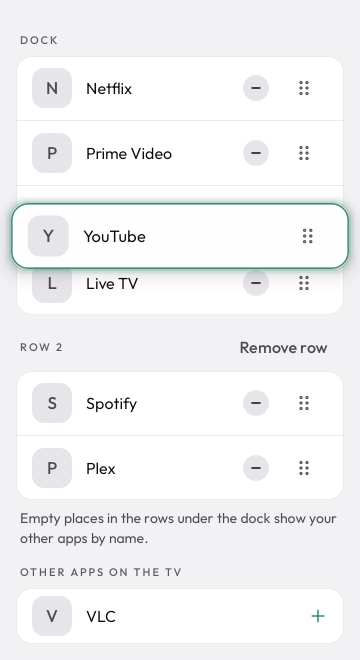 DOCK
N Netflix
P Prime Video
Y YouTube
L Live TV
ROW 2 Remove row
S Spotify
P Plex
Empty places in the rows under the dock show your
other apps by name.
OTHER APPS ON THE TV
V VLC